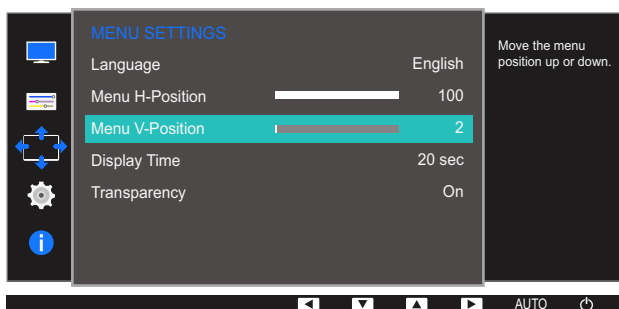 MENU SETTINGS
Language English
Menu H-Position 100
Menu V-Position 2
Display Time 20 sec
Transparency On
Move the menu
position up or down.
AUTO